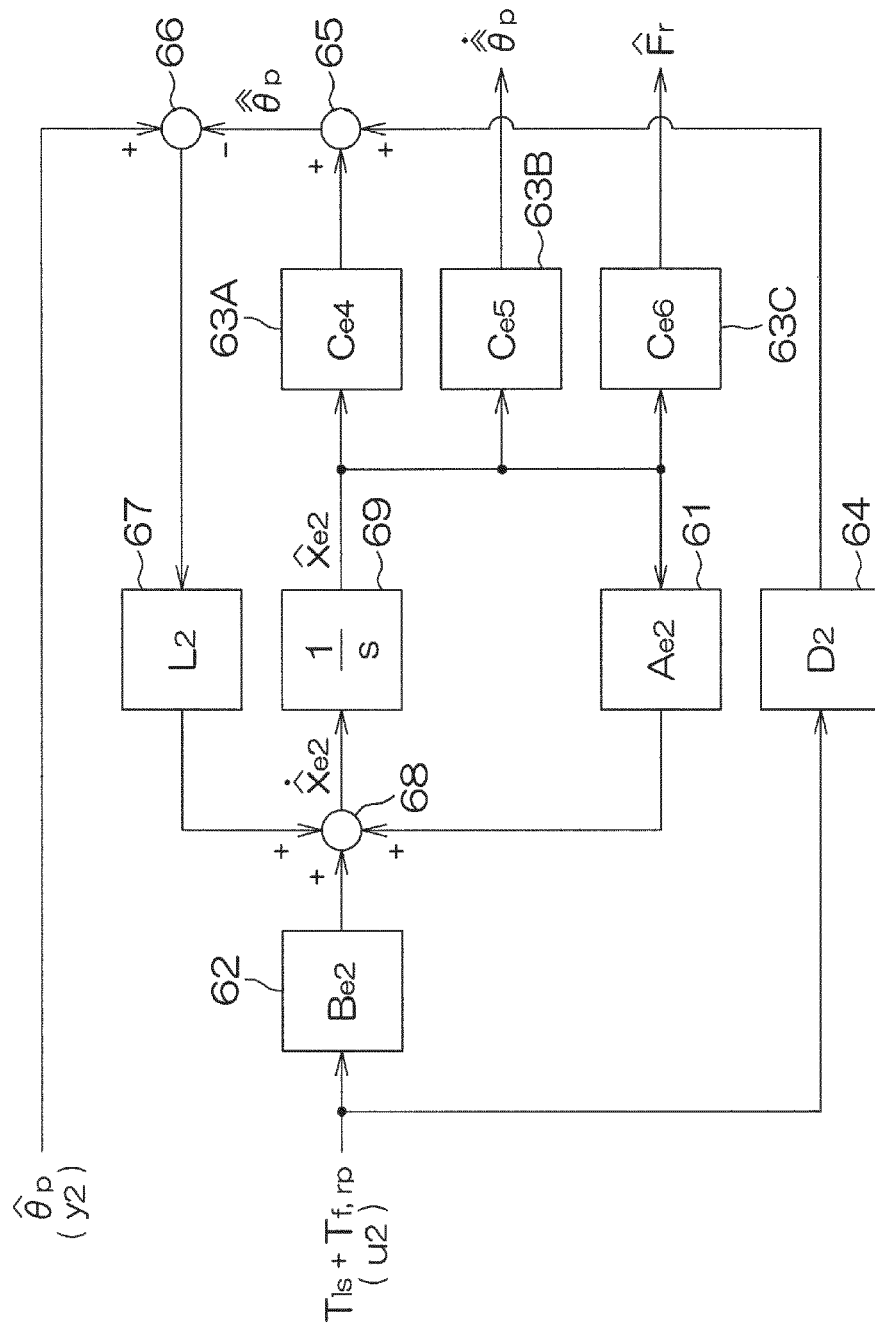 θ̂p
(y2)
66
+
-
θ̂̂p
65
+
+
67
L2
63A
Ce4
θ̂̂̇p
63B
Ce5
F̂r
Ce6
63C
x̂e2
69
1
s
x̂̇e2
68
+
+
+
61
Ae2
62
Be2
64
D2
Tls + Tf, rp
(u2)